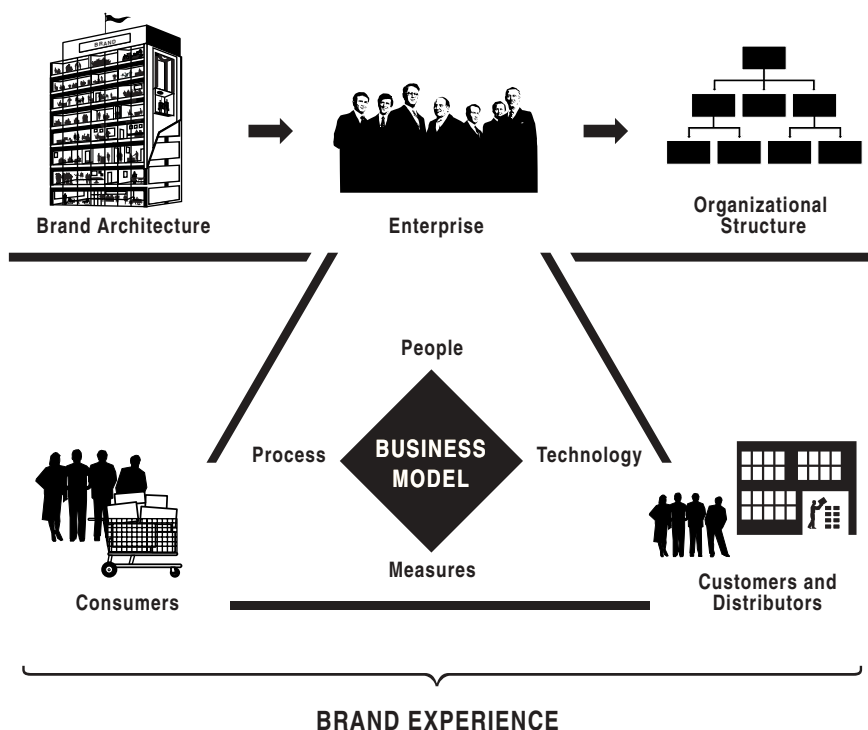 BRAND
Brand Architecture
Enterprise
Organizational
Structure
People
Process
BUSINESS
MODEL
Technology
Measures
Consumers
Customers and
Distributors
BRAND EXPERIENCE